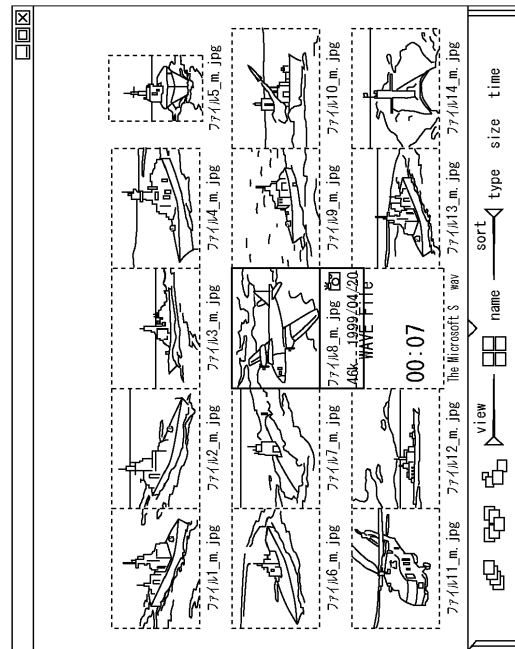 ファイル1_m.jpg ファイル2_m.jpg ファイル3_m.jpg ファイル4_m.jpg ファイル5_m.jpg
ファイル6_m.jpg ファイル7_m.jpg ファイル8_m.jpg ファイル9_m.jpg ファイル10_m.jpg
46k 1999/04/20
WAVE File
00:07
ファイル11_m.jpg ファイル12_m.jpg The Microsoft S wav ファイル13_m.jpg ファイル14_m.jpg
view sort
name type size time